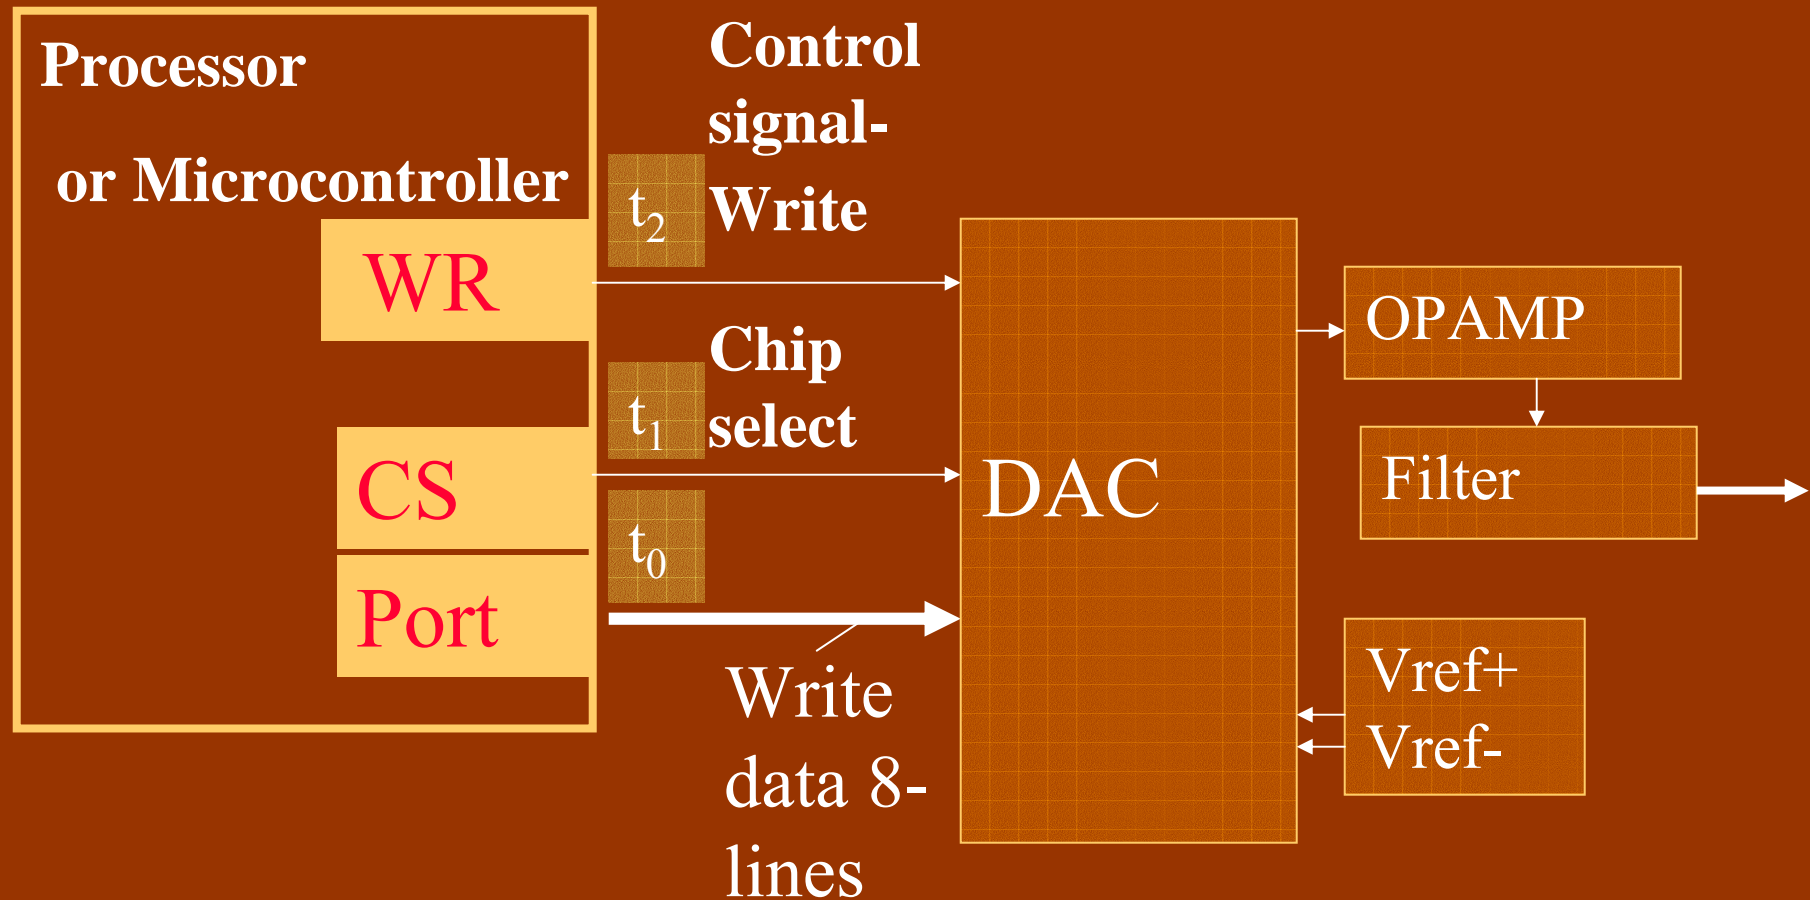 Processor
or Microcontroller
WR
CS
Port
t2
Control
signal-
Write
t1
Chip
select
t0
Write
data 8-
lines
DAC
OPAMP
Filter
Vref+
Vref-